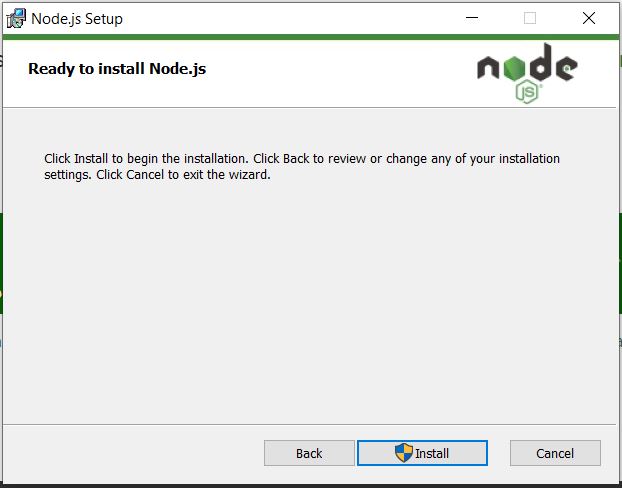 Node.js Setup
Ready to install Node.js
node
JS
Click Install to begin the installation. Click Back to review or change any of your installation
settings. Click Cancel to exit the wizard.
Back
Install
Cancel